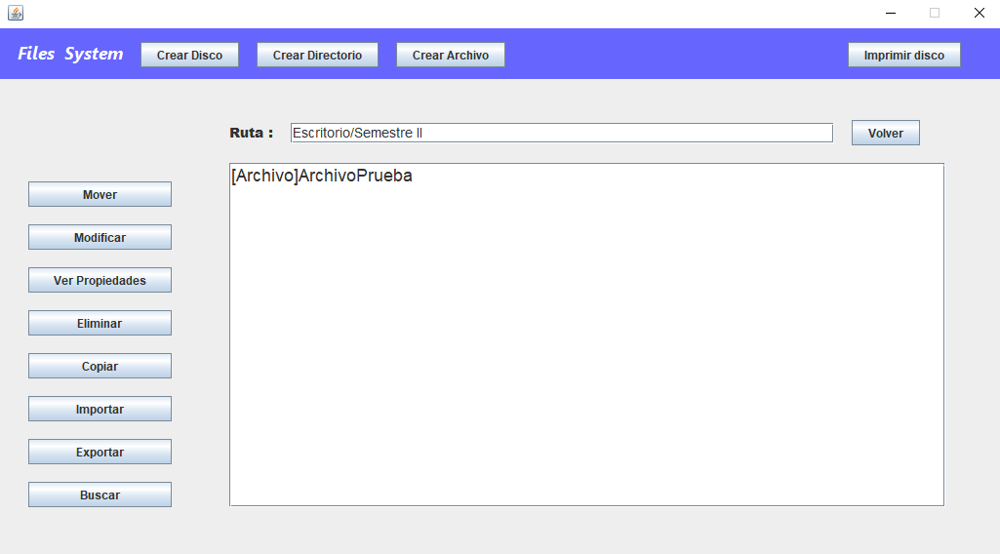 Files System
Crear Disco
Crear Directorio
Crear Archivo
Imprimir disco
Ruta :
Escritorio/Semestre II
Volver
[Archivo]ArchivoPrueba
Mover
Modificar
Ver Propiedades
Eliminar
Copiar
Importar
Exportar
Buscar